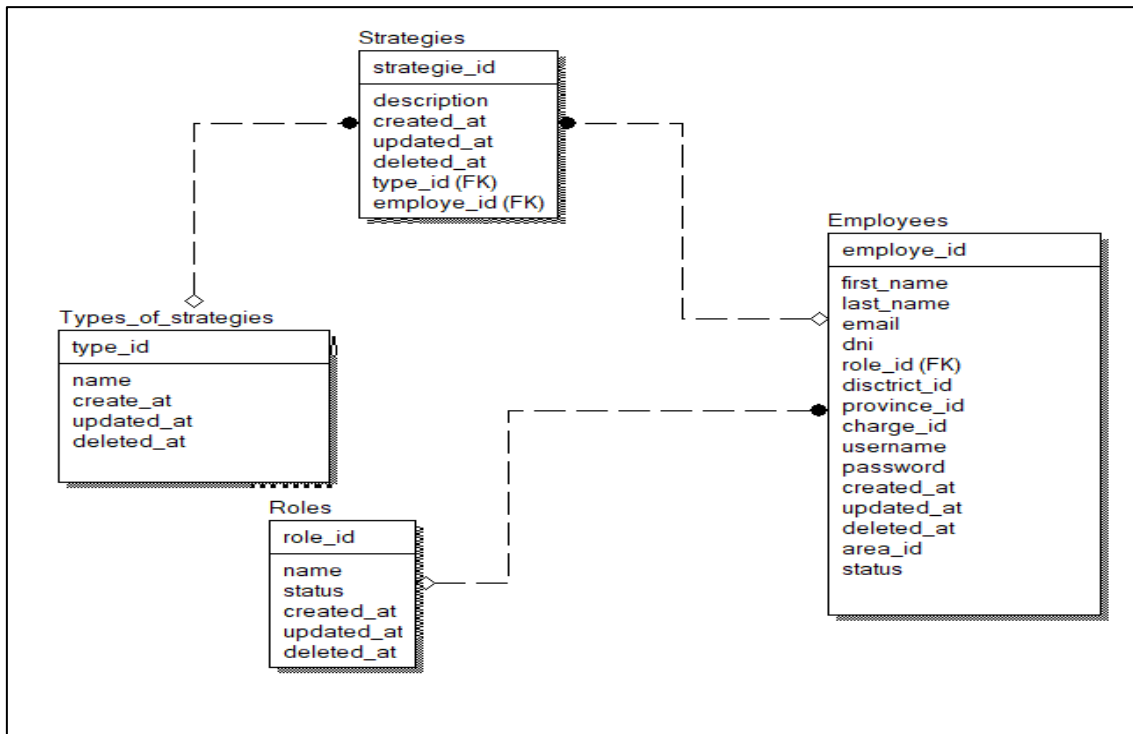 Strategies
strategie_id
description
created_at
updated_at
deleted_at
type_id (FK)
employe_id (FK)
Employees
employe_id
first_name
last_name
email
dni
role_id (FK)
disctrict_id
province_id
charge_id
username
password
created_at
updated_at
deleted_at
area_id
status
Types_of_strategies
type_id
name
create_at
updated_at
deleted_at
Roles
role_id
name
status
created_at
updated_at
deleted_at